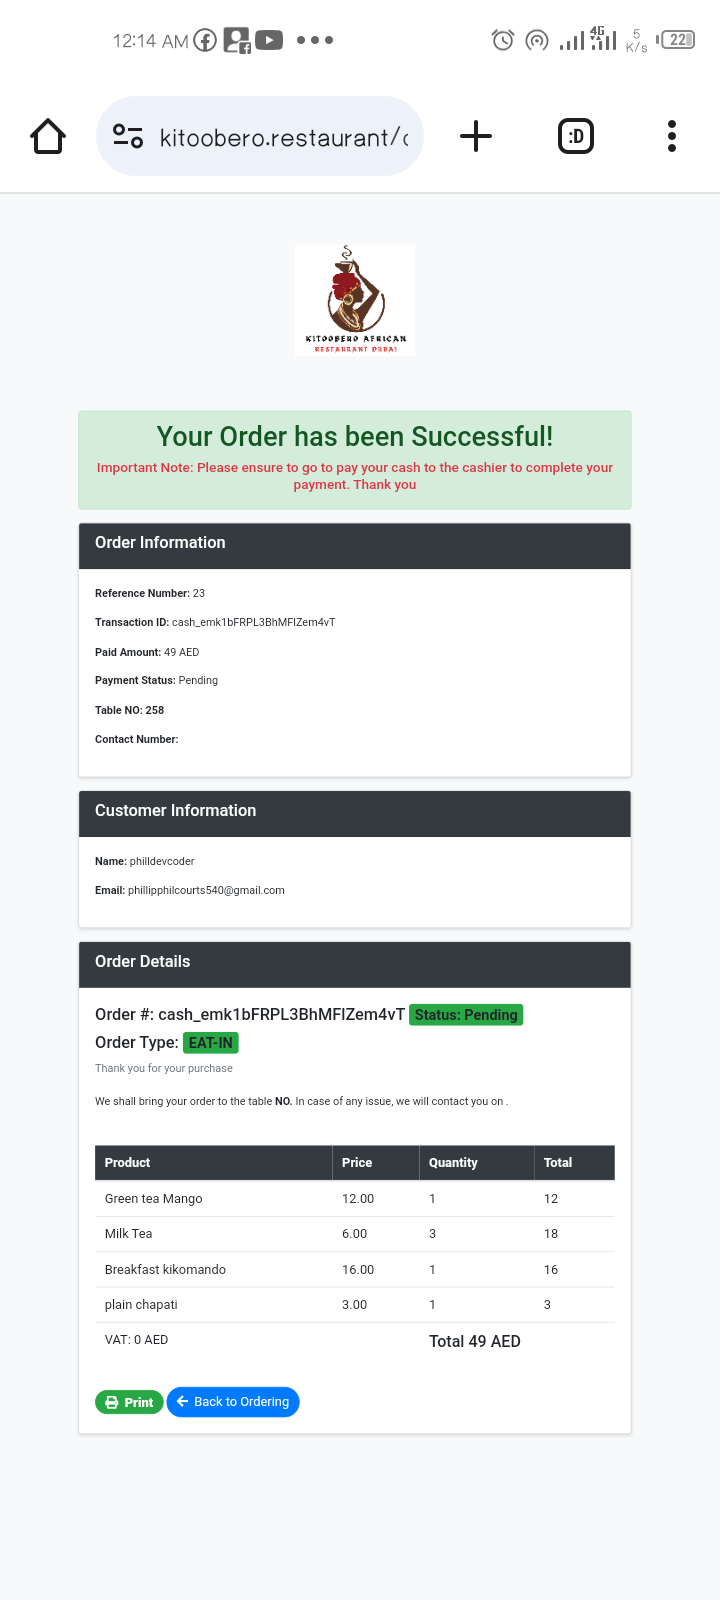 12:14 AM
4G
5 K/s
22
kitoobero.restaurant/
:D
KITOOBERO AFRICAN
RESTAURANT DUBAI
Your Order has been Successful!
Important Note: Please ensure to go to pay your cash to the cashier to complete your
payment. Thank you
Order Information
Reference Number: 23
Transaction ID: cash_emk1bFRPL3BhMFlZem4vT
Paid Amount: 49 AED
Payment Status: Pending
Table NO: 258
Contact Number:
Customer Information
Name: philldevcoder
Email: phillipphilcourts540@gmail.com
Order Details
Order #: cash_emk1bFRPL3BhMFlZem4vT Status: Pending
Order Type: EAT-IN
Thank you for your purchase
We shall bring your order to the table NO. In case of any issue, we will contact you on .
Product Price Quantity Total
Green tea Mango 12.00 1 12
Milk Tea 6.00 3 18
Breakfast kikomando 16.00 1 16
plain chapati 3.00 1 3
VAT: 0 AED Total 49 AED
Print Back to Ordering